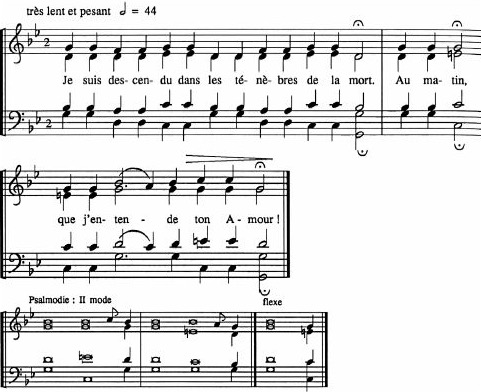 très lent et pesant = 44
Je suis des- cen- du dans les té- nè- bres de la mort. Au ma- tin,
que j'en- ten - de ton A - mour !
Psalmodie : II mode flexe